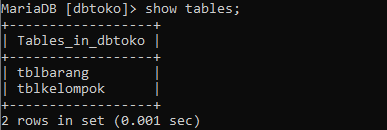 MariaDB [dbtoko]> show tables;
+------------------+
| Tables_in_dbtoko |
+------------------+
| tblbarang        |
| tblkelompok      |
+------------------+
2 rows in set (0.001 sec)